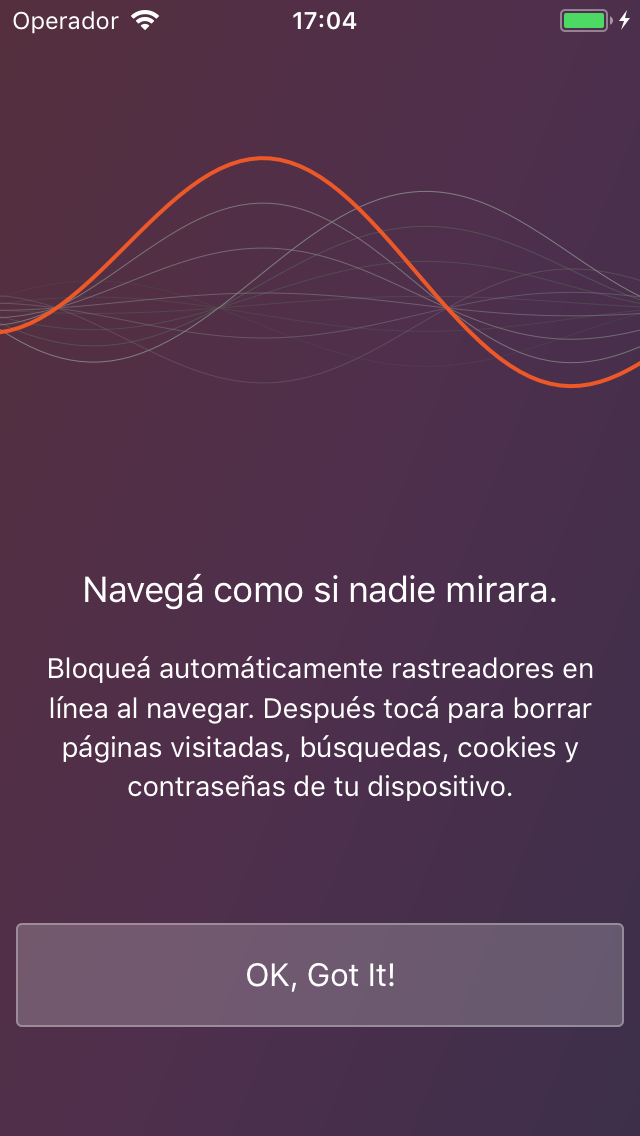 Operador 17:04
Navegá como si nadie mirara.
Bloqueá automáticamente rastreadores en
línea al navegar. Después tocá para borrar
páginas visitadas, búsquedas, cookies y
contraseñas de tu dispositivo.
OK, Got It!